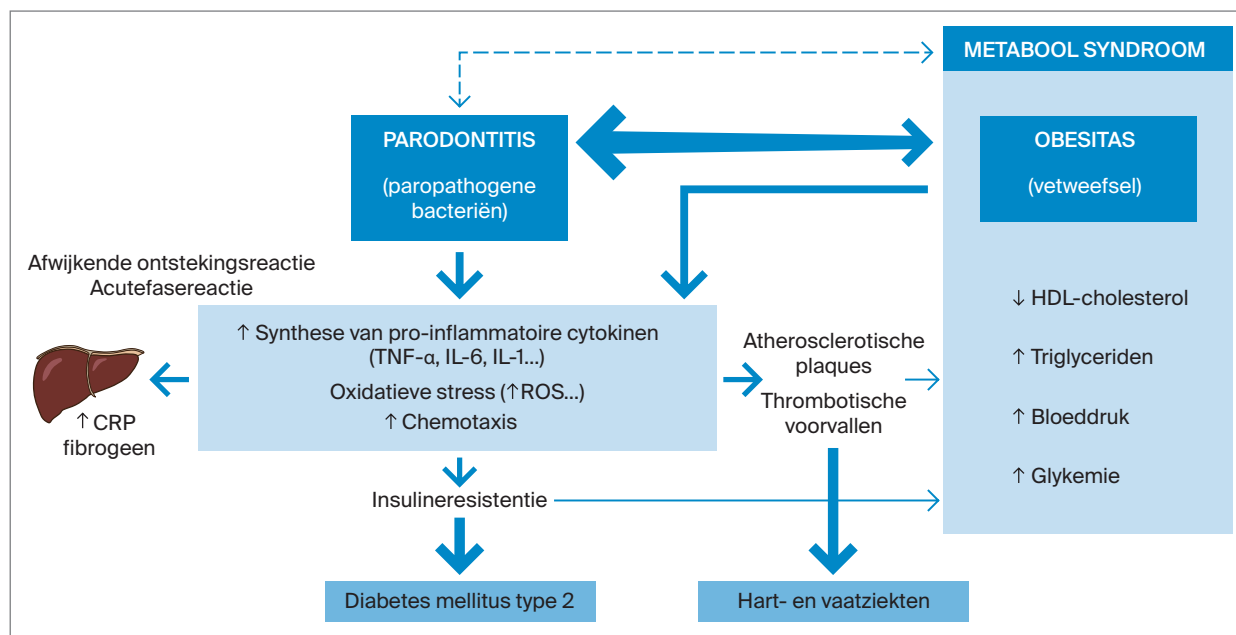 METABOOL SYNDROOM
PARODONTITIS
(paropathogene
bacteriën)
OBESITAS
(vetweefsel)
Afwijkende ontstekingsreactie
Acutefasereactie
↑ Synthese van pro-inflammatoire cytokinen
(TNF-α, IL-6, IL-1...)
Oxidatieve stress (↑ROS...)
↑ Chemotaxis
↑ CRP
fibrogeen
Atherosclerotische
plaques
Thrombotische
voorvallen
↓ HDL-cholesterol
↑ Triglyceriden
↑ Bloeddruk
↑ Glykemie
Insulineresistentie
Diabetes mellitus type 2
Hart- en vaatziekten